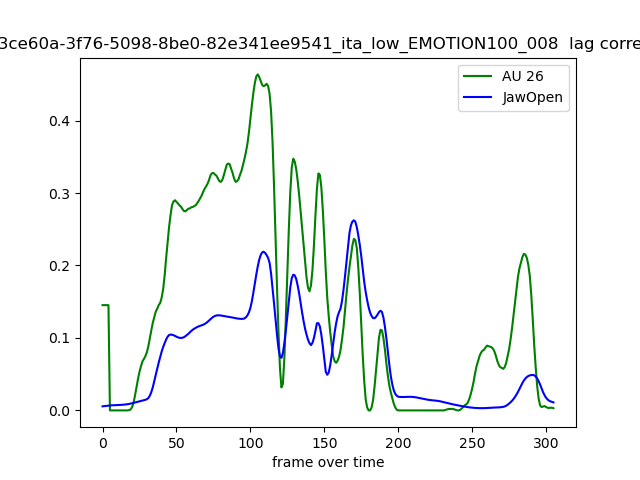 3ce60a-3f76-5098-8be0-82e341ee9541_ita_low_EMOTION100_008 lag corre
AU 26
JawOpen
0.4
0.3
0.2
0.1
0.0
0 50 100 150 200 250 300
frame over time